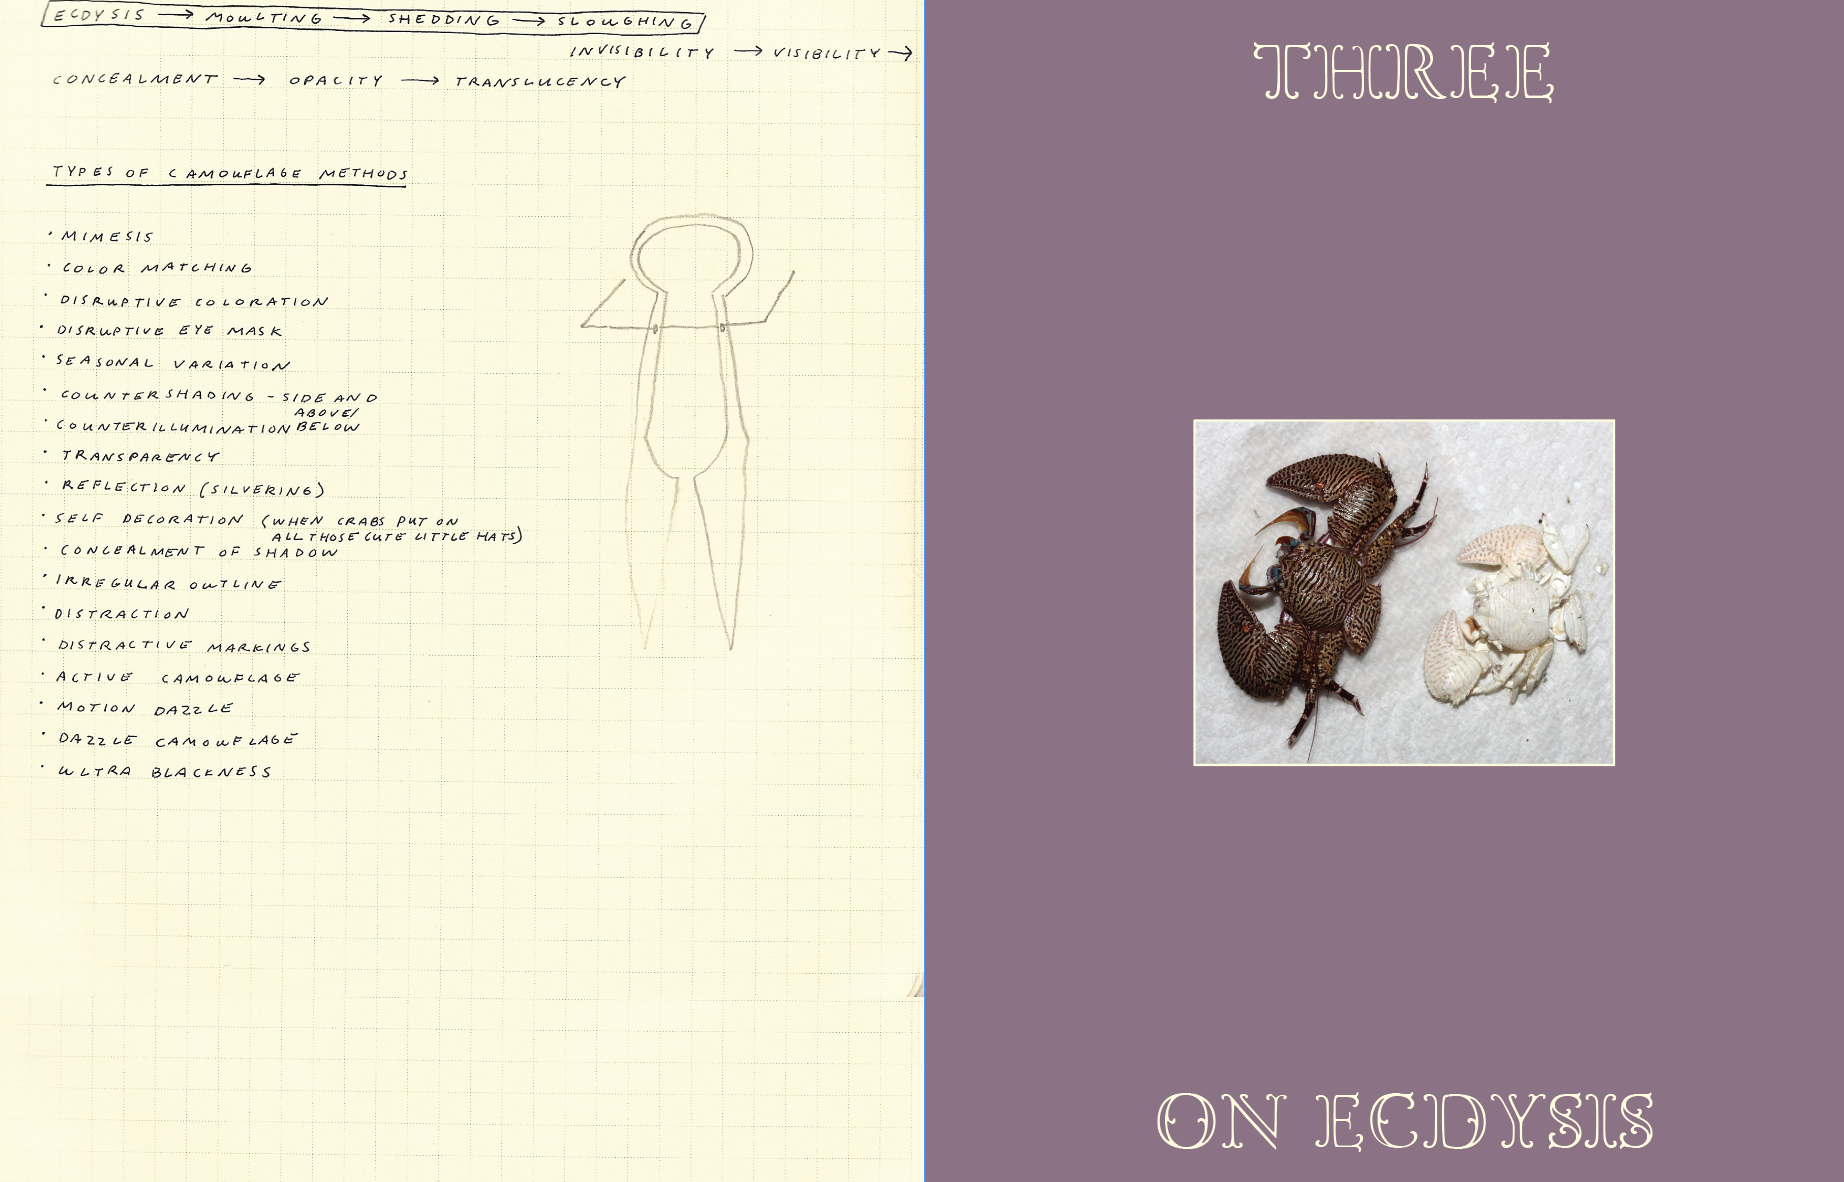 ECDYSIS → MOULTING → SHEDDING → SLOUGHING
INVISIBILITY → VISIBILITY →
CONCEALMENT → OPACITY → TRANSLUCENCY
TYPES OF CAMOUFLAGE METHODS
· MIMESIS
· COLOR MATCHING
· DISRUPTIVE COLORATION
· DISRUPTIVE EYE MASK
· SEASONAL VARIATION
· COUNTERSHADING - SIDE AND
ABOVE/
BELOW
· COUNTERILLUMINATION
· TRANSPARENCY
· REFLECTION (SILVERING)
· SELF DECORATION (WHEN CRABS PUT ON
ALL THOSE CUTE LITTLE HATS)
· CONCEALMENT OF SHADOW
· IRREGULAR OUTLINE
· DISTRACTION
· DISTRACTIVE MARKINGS
· ACTIVE CAMOUFLAGE
· MOTION DAZZLE
· DAZZLE CAMOUFLAGE
· ULTRA BLACKNESS
THREE
ON ECDYSIS